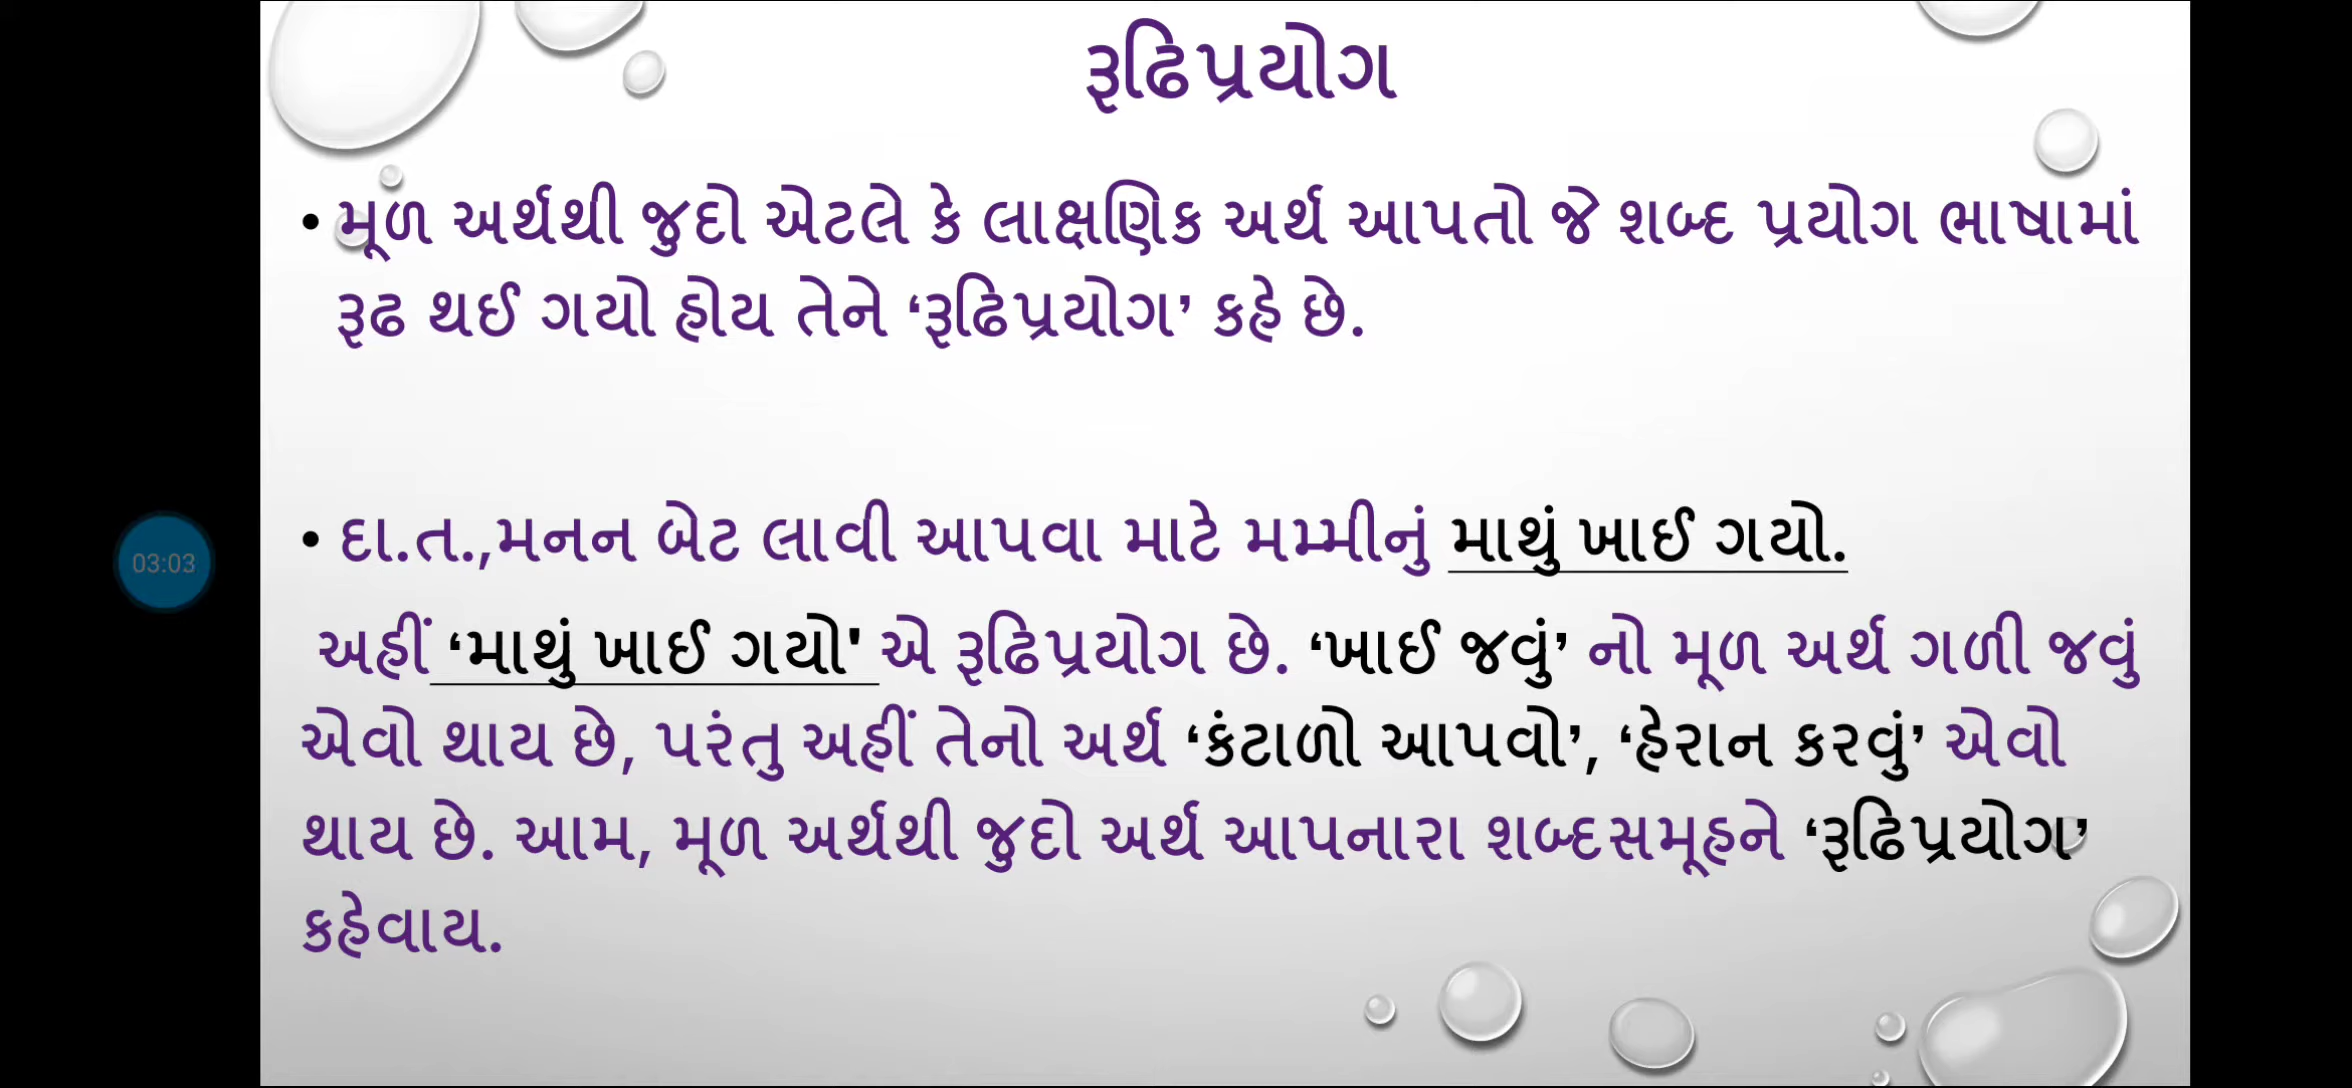 રૂઢિપ્રયોગ
• મૂળ અર્થથી જુદો એટલે કે લાક્ષણિક અર્થ આપતો જે શબ્દ પ્રયોગ ભાષામાં
રૂઢ થઈ ગયો હોય તેને ‘રૂઢિપ્રયોગ’ કહે છે.
• દા.ત.,મનન બેટ લાવી આપવા માટે મમ્મીનું માથું ખાઈ ગયો.
03:03
અહીં ‘માથું ખાઈ ગયો' એ રૂઢિપ્રયોગ છે. ‘ખાઈ જવું’ નો મૂળ અર્થ ગળી જવું
એવો થાય છે, પરંતુ અહીં તેનો અર્થ ‘કંટાળો આપવો’, ‘હેરાન કરવું’ એવો
થાય છે. આમ, મૂળ અર્થથી જુદો અર્થ આપનારા શબ્દસમૂહને ‘રૂઢિપ્રયોગ’
કહેવાય.